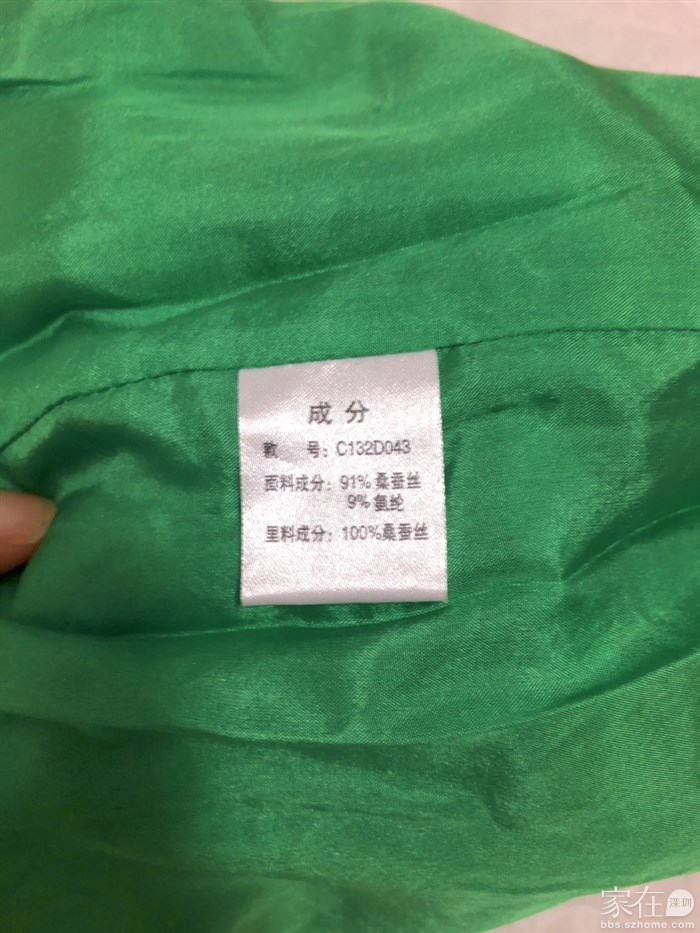 成分
款 号: C132D043
面料成分: 91%桑蚕丝
9%氨纶
里料成分: 100%桑蚕丝
家在深圳
bbs.szhome.com